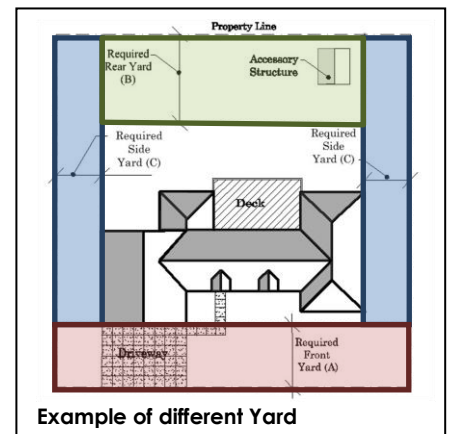 Property Line
Required
Rear Yard
(B)
Accessory
Structure
Required
Side
Yard (C)
Required
Side
Yard (C)
Deck
Driveway
Required
Front
Yard (A)
Example of different Yard